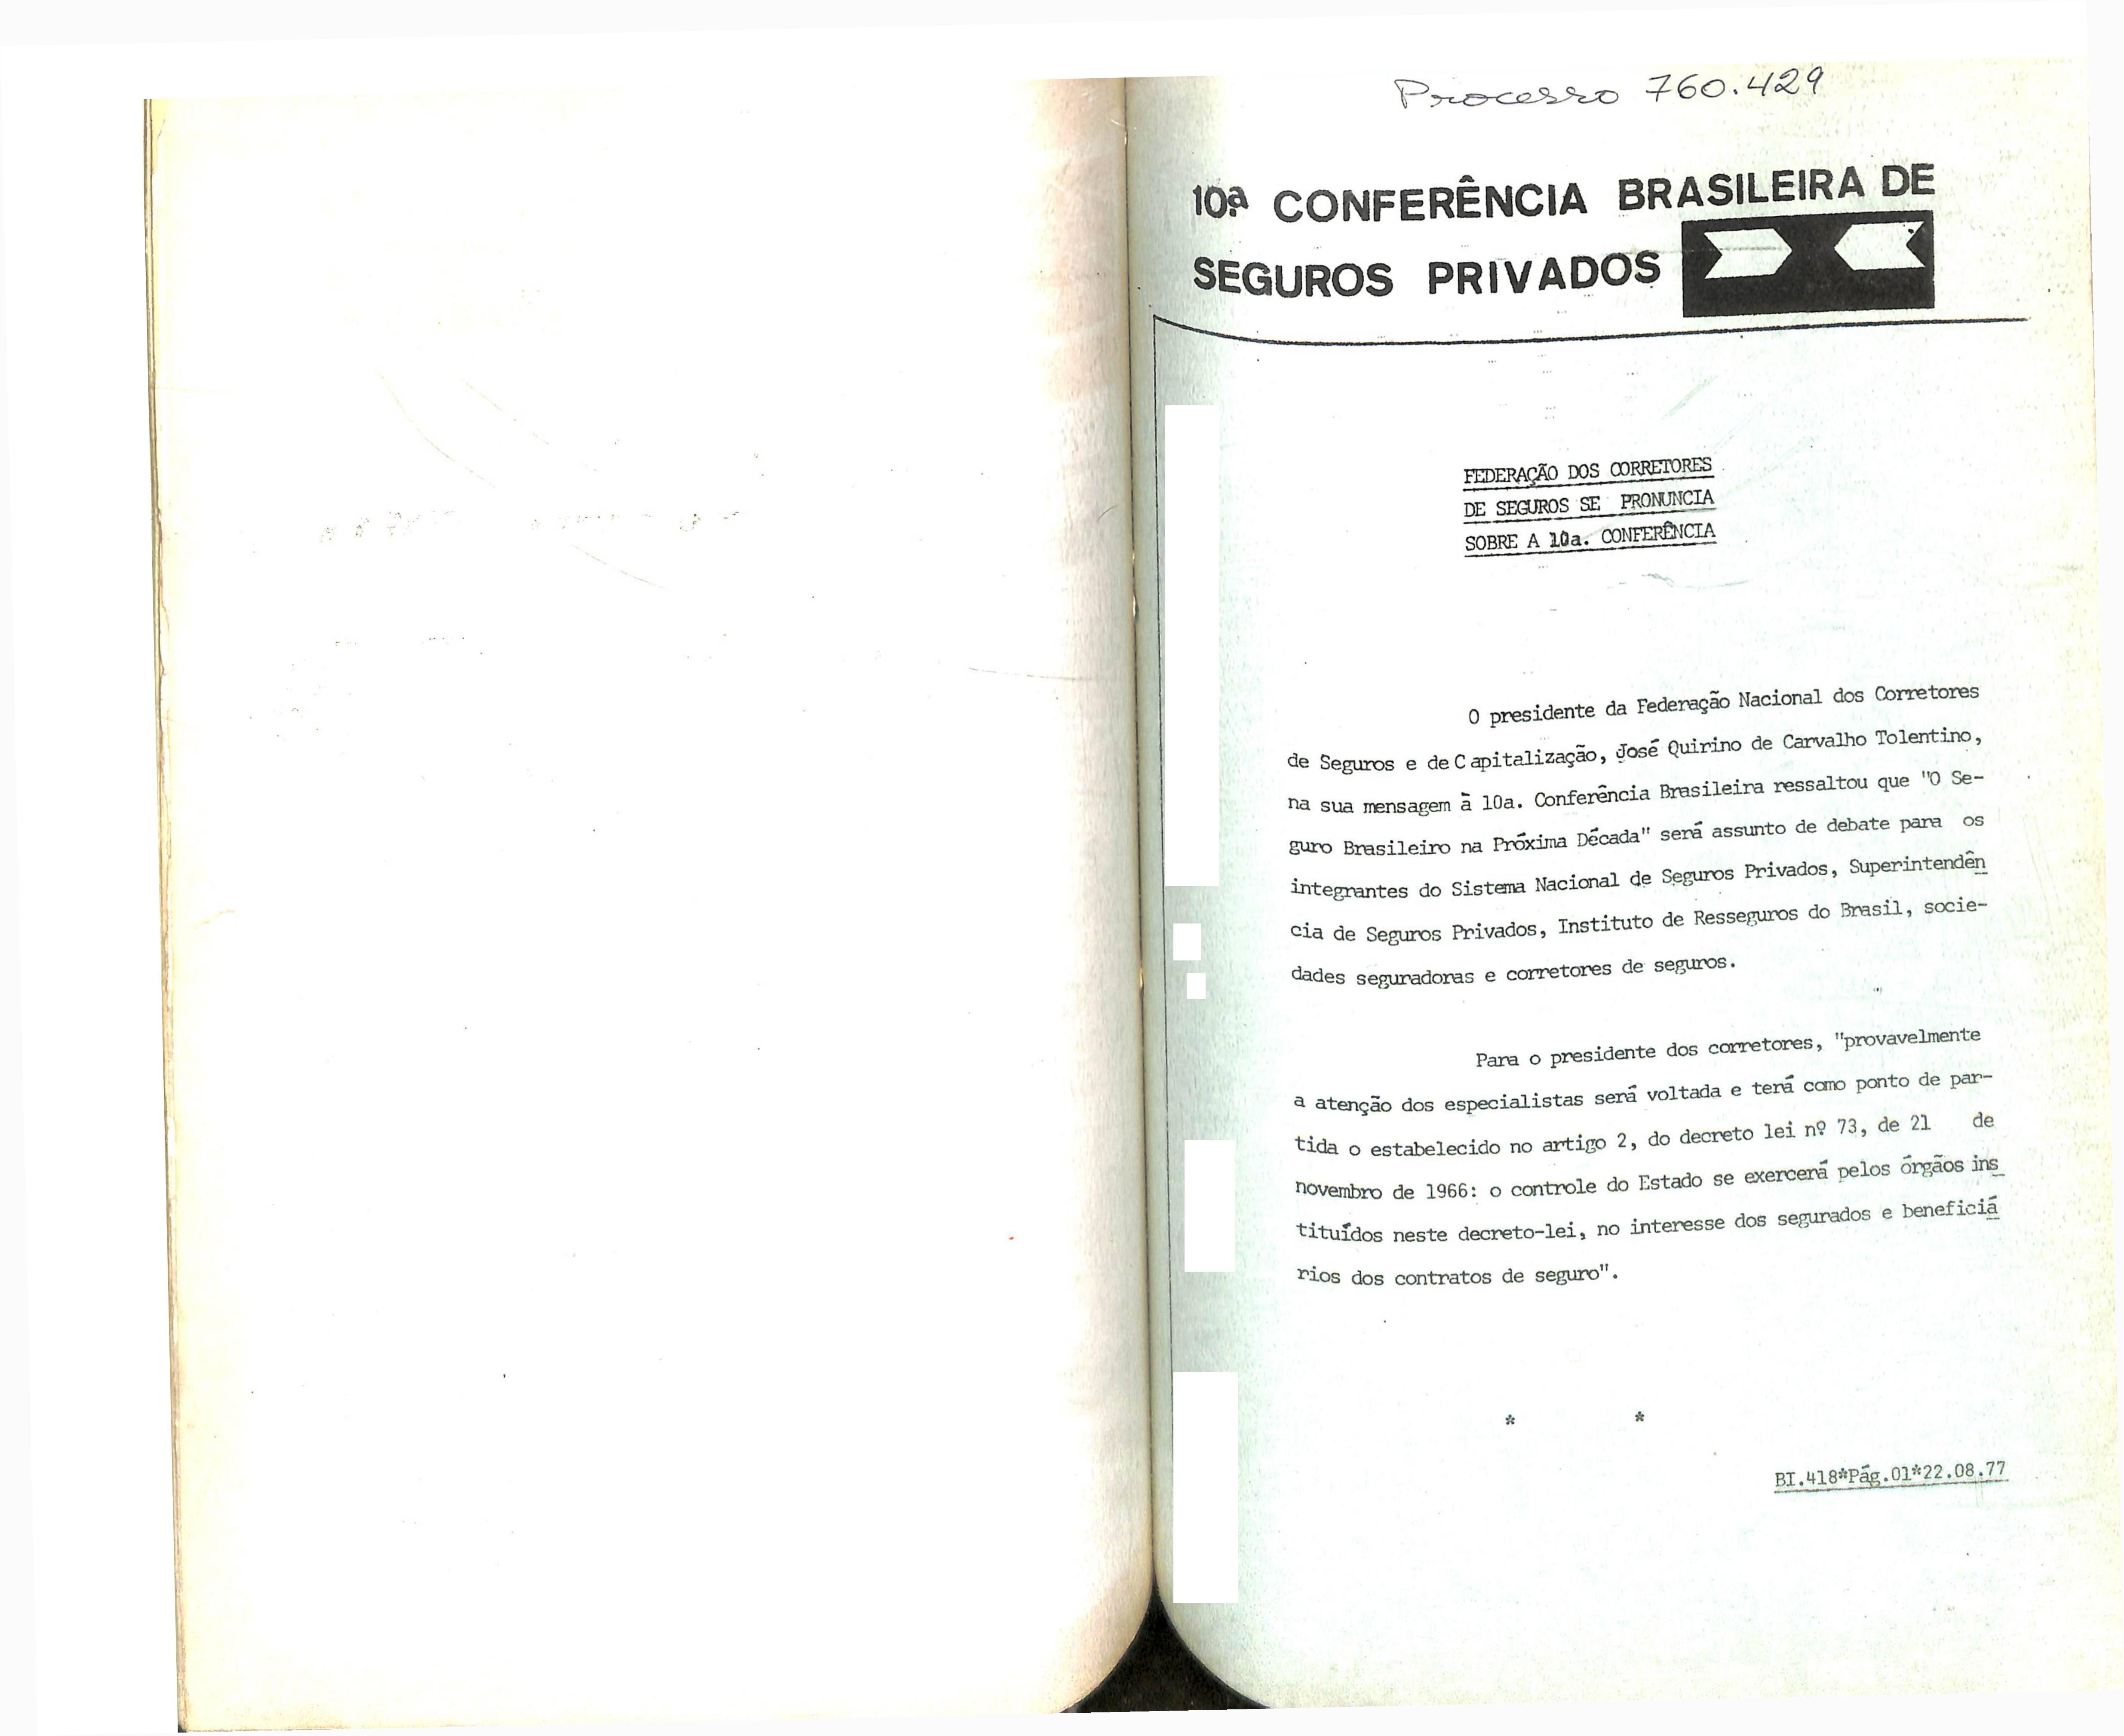 Processo 760.429
10ª CONFERÊNCIA BRASILEIRA DE
SEGUROS PRIVADOS
FEDERAÇÃO DOS CORRETORES
DE SEGUROS SE PRONUNCIA
SOBRE A 10a. CONFERÊNCIA
O presidente da Federação Nacional dos Corretores
de Seguros e de Capitalização, José Quirino de Carvalho Tolentino,
na sua mensagem à 10a. Conferência Brasileira ressaltou que "O Se-
guro Brasileiro na Próxima Década" será assunto de debate para os
integrantes do Sistema Nacional de Seguros Privados, Superintendên
cia de Seguros Privados, Instituto de Resseguros do Brasil, socie-
dades seguradoras e corretores de seguros.
Para o presidente dos corretores, "provavelmente
a atenção dos especialistas será voltada e terá como ponto de par-
tida o estabelecido no artigo 2, do decreto lei nº 73, de 21 de
novembro de 1966: o controle do Estado se exercerá pelos órgãos ins
tituídos neste decreto-lei, no interesse dos segurados e beneficiá
rios dos contratos de seguro".
* *
BI.418*Pág.01*22.08.77